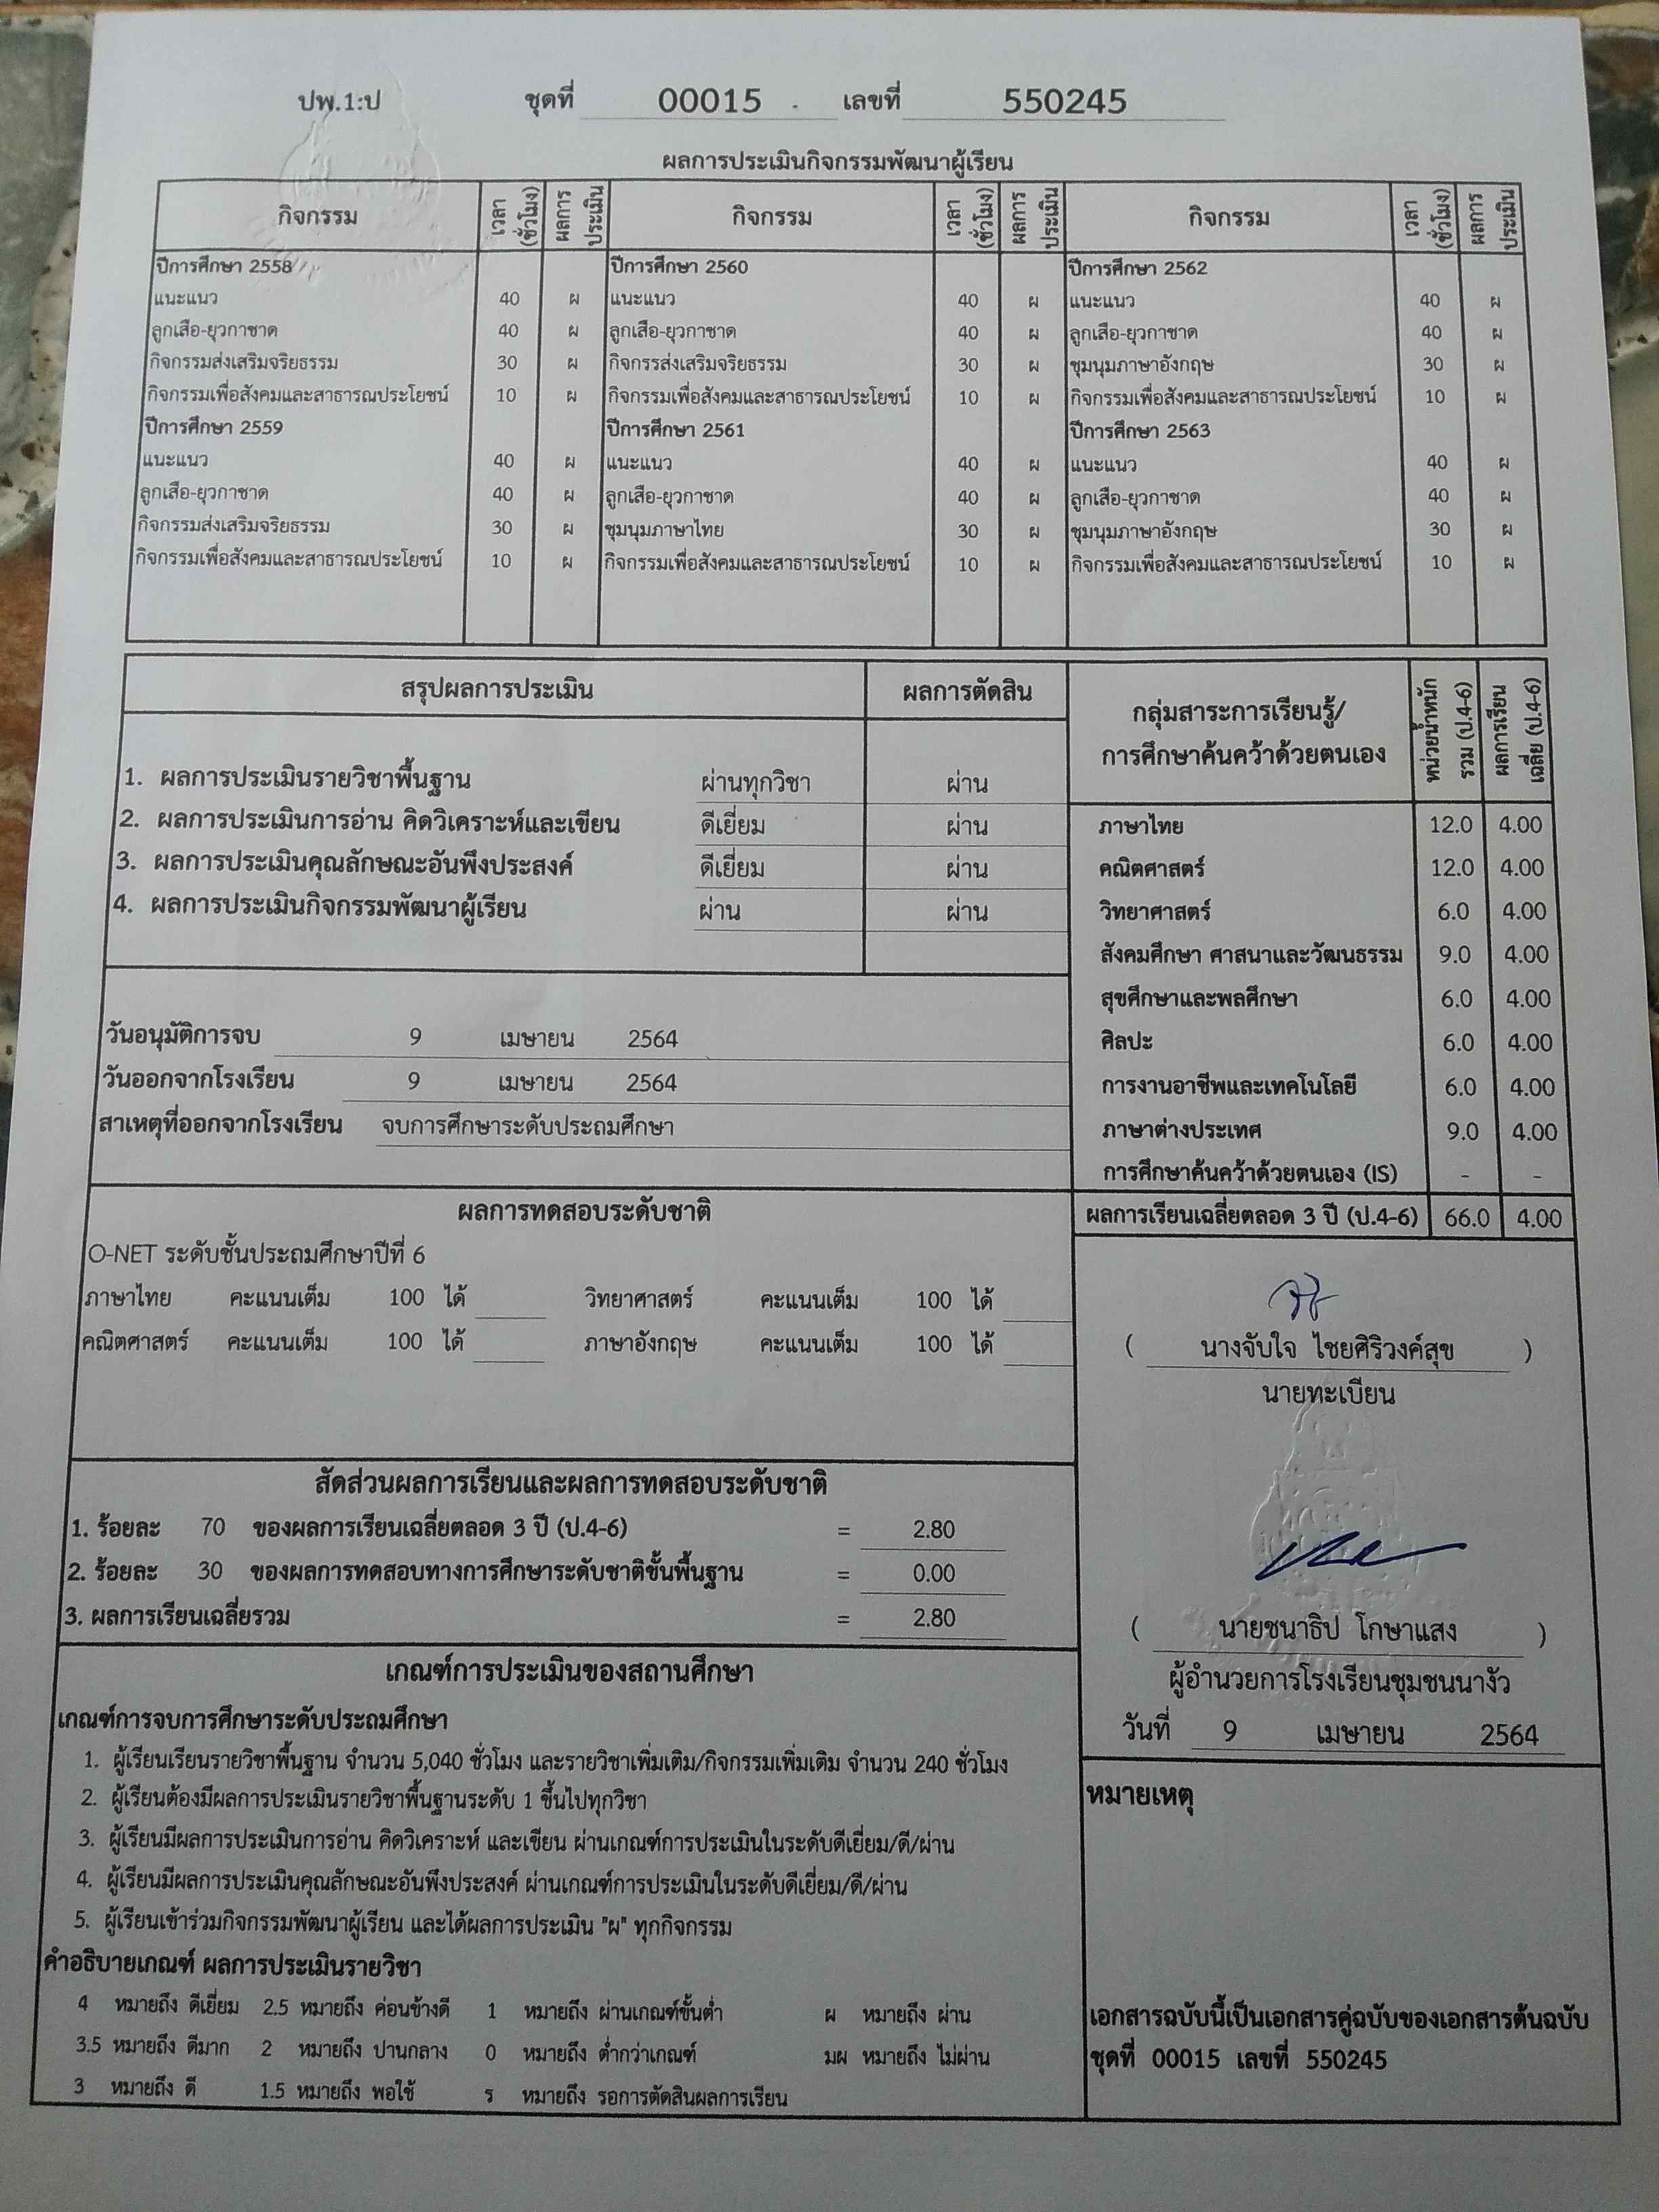 ปพ.1:ป ชุดที่ 00015 เลขที่ 550245
ผลการประเมินกิจกรรมพัฒนาผู้เรียน
กิจกรรม เวลา (ชั่วโมง) ผลการประเมิน กิจกรรม เวลา (ชั่วโมง) ผลการประเมิน กิจกรรม เวลา (ชั่วโมง) ผลการประเมิน
ปีการศึกษา 2558 ปีการศึกษา 2560 ปีการศึกษา 2562
แนะแนว 40 ผ แนะแนว 40 ผ แนะแนว 40 ผ
ลูกเสือ-ยุวกาชาด 40 ผ ลูกเสือ-ยุวกาชาด 40 ผ ลูกเสือ-ยุวกาชาด 40 ผ
กิจกรรมส่งเสริมจริยธรรม 30 ผ กิจกรรส่งเสริมจริยธรรม 30 ผ ชุมนุมภาษาอังกฤษ 30 ผ
กิจกรรมเพื่อสังคมและสาธารณประโยชน์ 10 ผ กิจกรรมเพื่อสังคมและสาธารณประโยชน์ 10 ผ กิจกรรมเพื่อสังคมและสาธารณประโยชน์ 10 ผ
ปีการศึกษา 2559 ปีการศึกษา 2561 ปีการศึกษา 2563
แนะแนว 40 ผ แนะแนว 40 ผ แนะแนว 40 ผ
ลูกเสือ-ยุวกาชาด 40 ผ ลูกเสือ-ยุวกาชาด 40 ผ ลูกเสือ-ยุวกาชาด 40 ผ
กิจกรรมส่งเสริมจริยธรรม 30 ผ ชุมนุมภาษาไทย 30 ผ ชุมนุมภาษาอังกฤษ 30 ผ
กิจกรรมเพื่อสังคมและสาธารณประโยชน์ 10 ผ กิจกรรมเพื่อสังคมและสาธารณประโยชน์ 10 ผ กิจกรรมเพื่อสังคมและสาธารณประโยชน์ 10 ผ
สรุปผลการประเมิน ผลการตัดสิน
1. ผลการประเมินรายวิชาพื้นฐาน ผ่านทุกวิชา ผ่าน
2. ผลการประเมินการอ่าน คิดวิเคราะห์และเขียน ดีเยี่ยม ผ่าน
3. ผลการประเมินคุณลักษณะอันพึงประสงค์ ดีเยี่ยม ผ่าน
4. ผลการประเมินกิจกรรมพัฒนาผู้เรียน ผ่าน ผ่าน
วันอนุมัติการจบ 9 เมษายน 2564
วันออกจากโรงเรียน 9 เมษายน 2564
สาเหตุที่ออกจากโรงเรียน จบการศึกษาระดับประถมศึกษา
กลุ่มสาระการเรียนรู้/
การศึกษาค้นคว้าด้วยตนเอง
หน่วยน้ำหนัก
รวม (ป.4-6)
ผลการเรียน
เฉลี่ย (ป.4-6)
ภาษาไทย 12.0 4.00
คณิตศาสตร์ 12.0 4.00
วิทยาศาสตร์ 6.0 4.00
สังคมศึกษา ศาสนาและวัฒนธรรม 9.0 4.00
สุขศึกษาและพลศึกษา 6.0 4.00
ศิลปะ 6.0 4.00
การงานอาชีพและเทคโนโลยี 6.0 4.00
ภาษาต่างประเทศ 9.0 4.00
การศึกษาค้นคว้าด้วยตนเอง (IS) - -
ผลการเรียนเฉลี่ยตลอด 3 ปี (ป.4-6) 66.0 4.00
ผลการทดสอบระดับชาติ
O-NET ระดับชั้นประถมศึกษาปีที่ 6
ภาษาไทย คะแนนเต็ม 100 ได้ วิทยาศาสตร์ คะแนนเต็ม 100 ได้
คณิตศาสตร์ คะแนนเต็ม 100 ได้ ภาษาอังกฤษ คะแนนเต็ม 100 ได้
สัดส่วนผลการเรียนและผลการทดสอบระดับชาติ
1. ร้อยละ 70 ของผลการเรียนเฉลี่ยตลอด 3 ปี (ป.4-6) = 2.80
2. ร้อยละ 30 ของผลการทดสอบทางการศึกษาระดับชาติขั้นพื้นฐาน = 0.00
3. ผลการเรียนเฉลี่ยรวม = 2.80
( นางจับใจ ไชยศิริวงค์สุข )
นายทะเบียน
( นายชนาธิป โกษาแสง )
ผู้อำนวยการโรงเรียนชุมชนนางัว
วันที่ 9 เมษายน 2564
เกณฑ์การประเมินของสถานศึกษา
เกณฑ์การจบการศึกษาระดับประถมศึกษา
1. ผู้เรียนเรียนรายวิชาพื้นฐาน จำนวน 5,040 ชั่วโมง และรายวิชาเพิ่มเติม/กิจกรรมเพิ่มเติม จำนวน 240 ชั่วโมง
2. ผู้เรียนต้องมีผลการประเมินรายวิชาพื้นฐานระดับ 1 ขึ้นไปทุกวิชา
3. ผู้เรียนมีผลการประเมินการอ่าน คิดวิเคราะห์ และเขียน ผ่านเกณฑ์การประเมินในระดับดีเยี่ยม/ดี/ผ่าน
4. ผู้เรียนมีผลการประเมินคุณลักษณะอันพึงประสงค์ ผ่านเกณฑ์การประเมินในระดับดีเยี่ยม/ดี/ผ่าน
5. ผู้เรียนเข้าร่วมกิจกรรมพัฒนาผู้เรียน และได้ผลการประเมิน "ผ" ทุกกิจกรรม
คำอธิบายเกณฑ์ ผลการประเมินรายวิชา
4 หมายถึง ดีเยี่ยม 2.5 หมายถึง ค่อนข้างดี 1 หมายถึง ผ่านเกณฑ์ขั้นต่ำ ผ หมายถึง ผ่าน
3.5 หมายถึง ดีมาก 2 หมายถึง ปานกลาง 0 หมายถึง ต่ำกว่าเกณฑ์ มผ หมายถึง ไม่ผ่าน
3 หมายถึง ดี 1.5 หมายถึง พอใช้ ร หมายถึง รอการตัดสินผลการเรียน
หมายเหตุ
เอกสารฉบับนี้เป็นเอกสารคู่ฉบับของเอกสารต้นฉบับ
ชุดที่ 00015 เลขที่ 550245